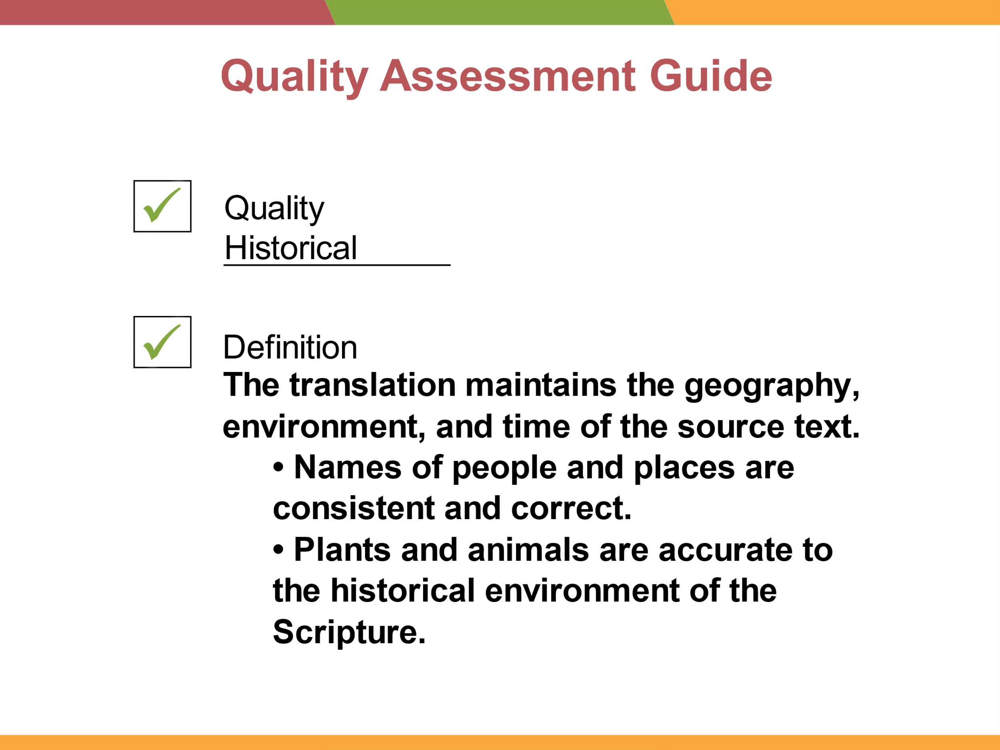 Quality Assessment Guide
Quality
Historical
Definition
The translation maintains the geography,
environment, and time of the source text.
• Names of people and places are
consistent and correct.
• Plants and animals are accurate to
the historical environment of the
Scripture.